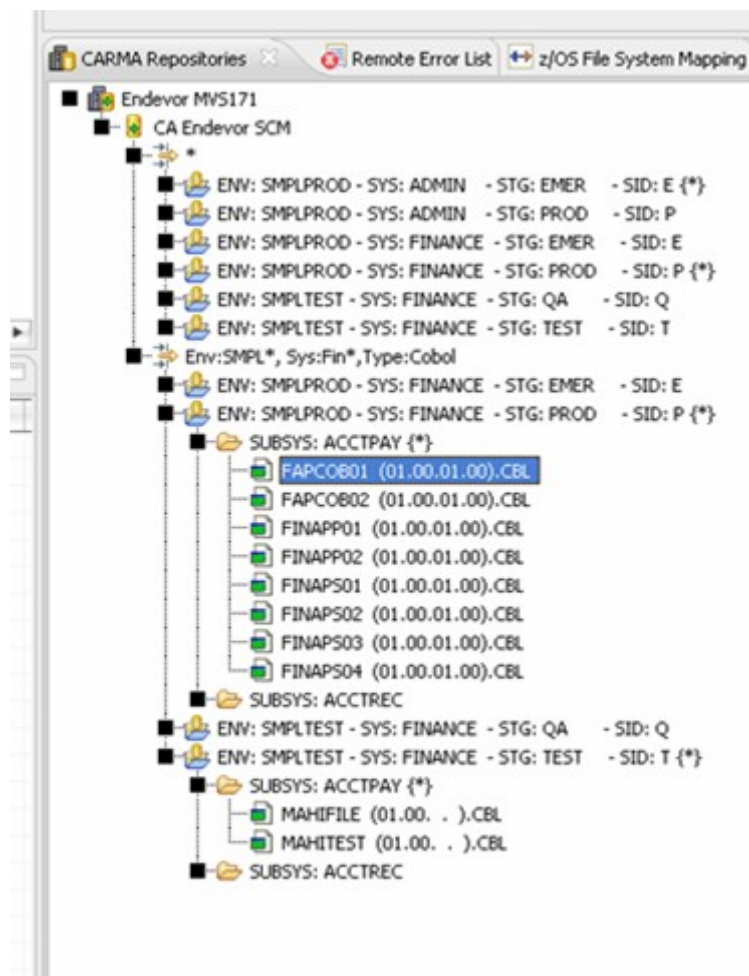 CARMA Repositories Remote Error List z/OS File System Mapping
Endevor MVS171
CA Endevor SCM
*
ENV: SMPLPROD - SYS: ADMIN - STG: EMER - SID: E {*}
ENV: SMPLPROD - SYS: ADMIN - STG: PROD - SID: P
ENV: SMPLPROD - SYS: FINANCE - STG: EMER - SID: E
ENV: SMPLPROD - SYS: FINANCE - STG: PROD - SID: P {*}
ENV: SMPLTEST - SYS: FINANCE - STG: QA - SID: Q
ENV: SMPLTEST - SYS: FINANCE - STG: TEST - SID: T
Env:SMPL*, Sys:Fin*,Type:Cobol
ENV: SMPLPROD - SYS: FINANCE - STG: EMER - SID: E
ENV: SMPLPROD - SYS: FINANCE - STG: PROD - SID: P {*}
SUBSYS: ACCTPAY {*}
FAPCOB01 (01.00.01.00).CBL
FAPCOB02 (01.00.01.00).CBL
FINAPP01 (01.00.01.00).CBL
FINAPP02 (01.00.01.00).CBL
FINAPS01 (01.00.01.00).CBL
FINAPS02 (01.00.01.00).CBL
FINAPS03 (01.00.01.00).CBL
FINAPS04 (01.00.01.00).CBL
SUBSYS: ACCTREC
ENV: SMPLTEST - SYS: FINANCE - STG: QA - SID: Q
ENV: SMPLTEST - SYS: FINANCE - STG: TEST - SID: T {*}
SUBSYS: ACCTPAY {*}
MAHIFILE (01.00. . ).CBL
MAHITEST (01.00. . ).CBL
SUBSYS: ACCTREC